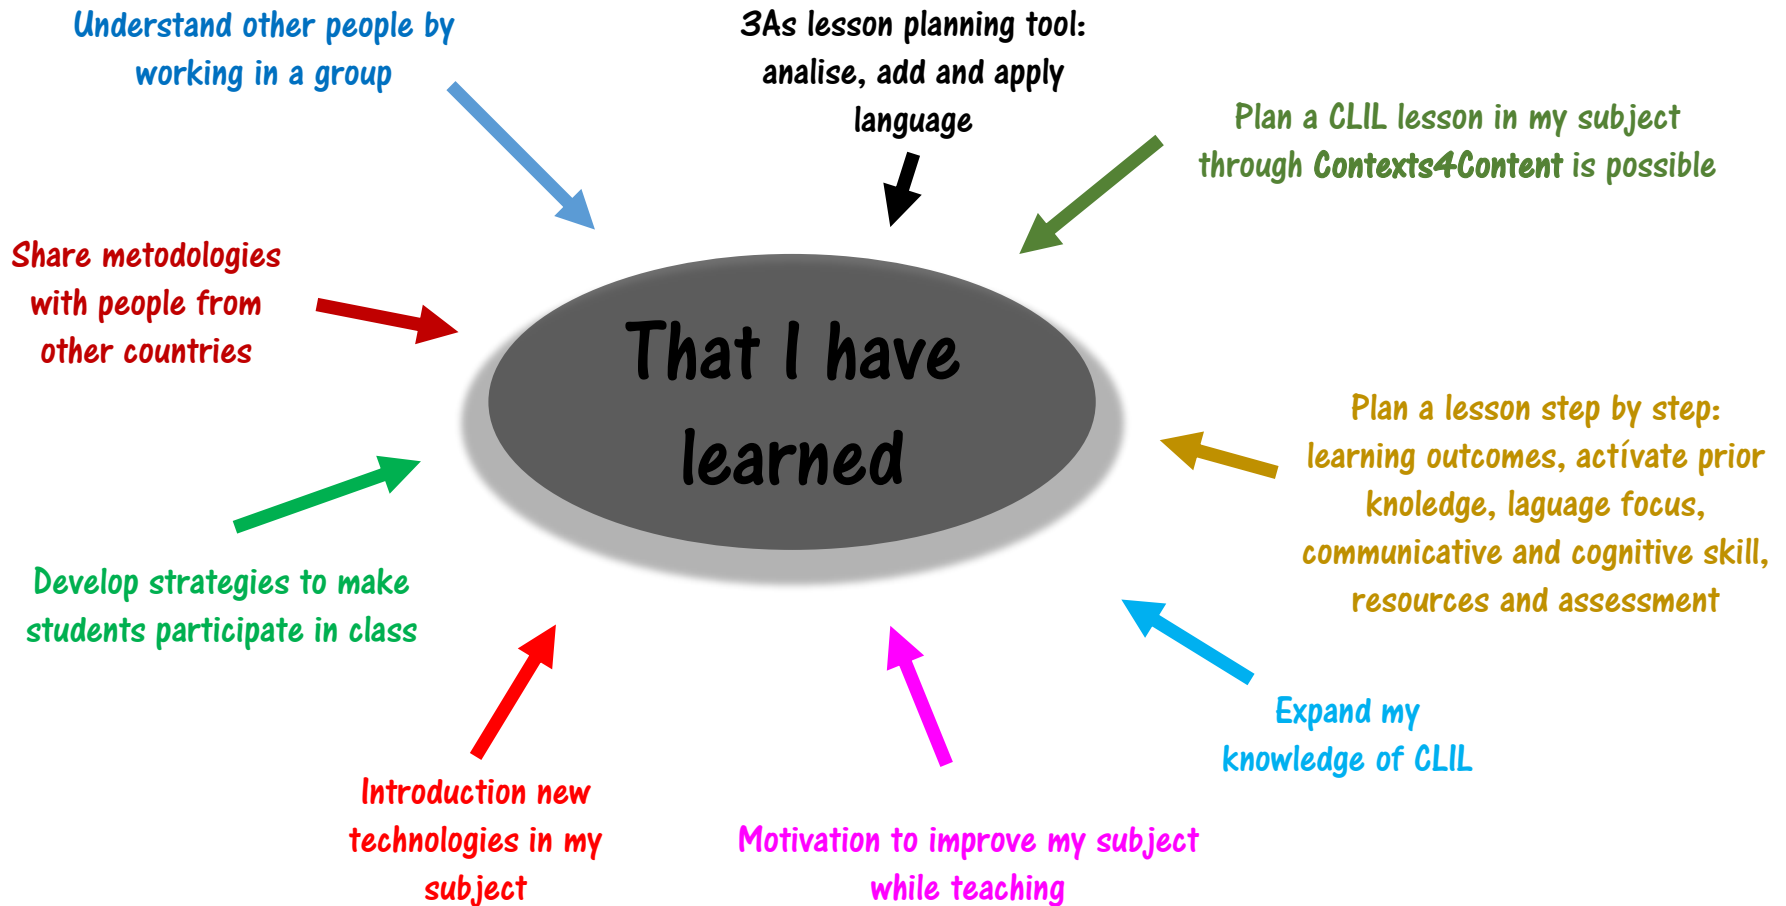 Understand other people by
working in a group
3As lesson planning tool:
analise, add and apply
language
Plan a CLIL lesson in my subject
through Contexts4Content is possible
Share metodologies
with people from
other countries
That I have
learned
Plan a lesson step by step:
learning outcomes, actívate prior
knoledge, laguage focus,
communicative and cognitive skill,
resources and assessment
Develop strategies to make
students participate in class
Expand my
knowledge of CLIL
Introduction new
technologies in my
subject
Motivation to improve my subject
while teaching